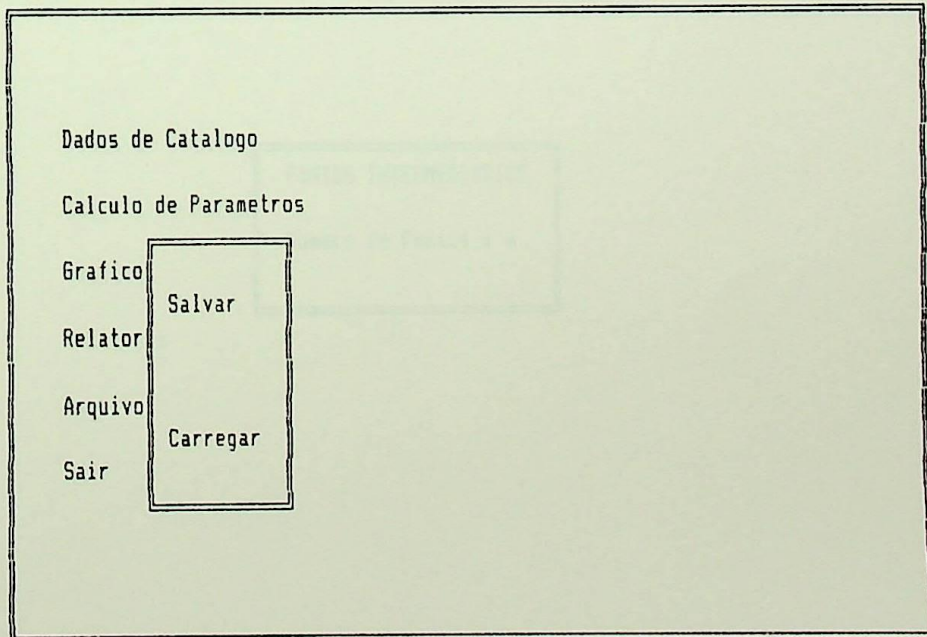 Dados de Catalogo
Calculo de Parametros
Grafico
Salvar
Relator
Arquivo
Carregar
Sair